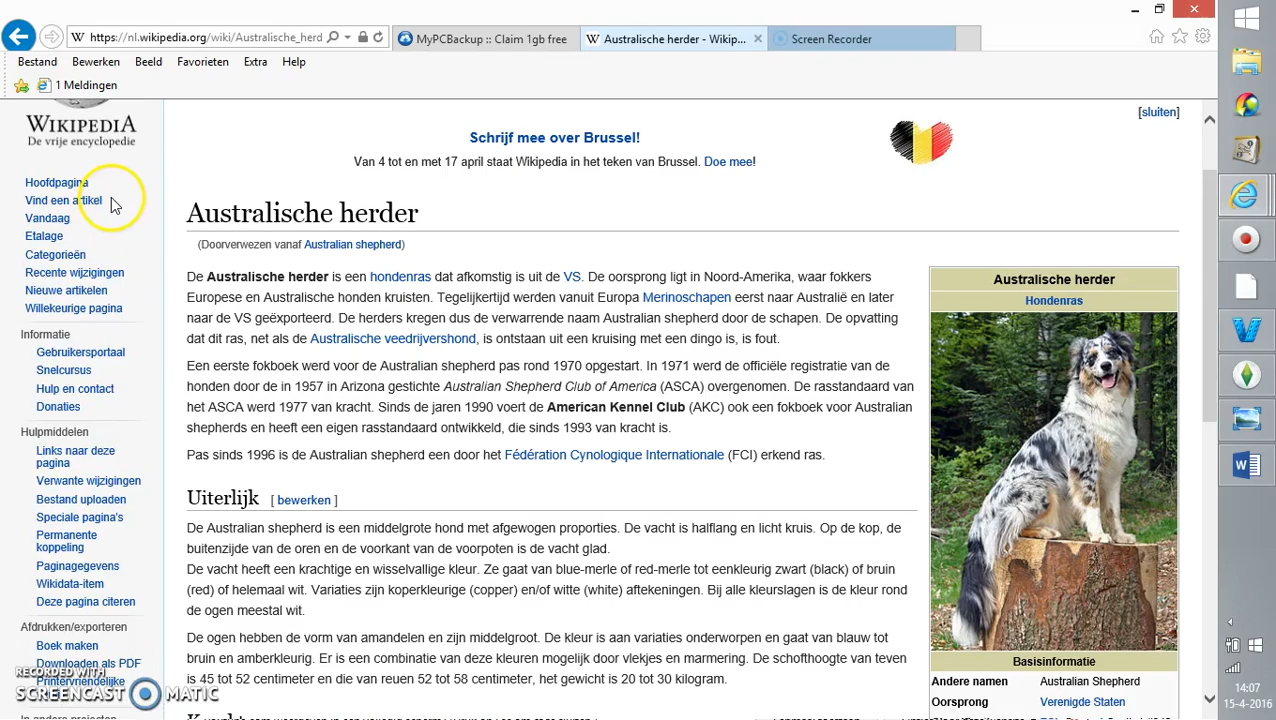 https://nl.wikipedia.org/wiki/Australische_herd
MyPCBackup :: Claim 1gb free
Australische herder - Wikip...
Screen Recorder
Bestand Bewerken Beeld Favorieten Extra Help
1 Meldingen
WIKIPEDIA
De vrije encyclopedie
Hoofdpagina
Vind een artikel
Vandaag
Etalage
Categorieën
Recente wijzigingen
Nieuwe artikelen
Willekeurige pagina
Informatie
Gebruikersportaal
Snelcursus
Hulp en contact
Donaties
Hulpmiddelen
Links naar deze
pagina
Verwante wijzigingen
Bestand uploaden
Speciale pagina's
Permanente
koppeling
Paginagegevens
Wikidata-item
Deze pagina citeren
Afdrukken/exporteren
Boek maken
Downloaden als PDF
Printervriendelijke
RECORDED WITH
SCREENCAST MATIC
[sluiten]
Schrijf mee over Brussel!
Van 4 tot en met 17 april staat Wikipedia in het teken van Brussel. Doe mee!
Australische herder
(Doorverwezen vanaf Australian shepherd)
De Australische herder is een hondenras dat afkomstig is uit de VS. De oorsprong ligt in Noord-Amerika, waar fokkers
Europese en Australische honden kruisten. Tegelijkertijd werden vanuit Europa Merinoschapen eerst naar Australië en later
naar de VS geëxporteerd. De herders kregen dus de verwarrende naam Australian shepherd door de schapen. De opvatting
dat dit ras, net als de Australische veedrijvershond, is ontstaan uit een kruising met een dingo is, is fout.
Een eerste fokboek werd voor de Australian shepherd pas rond 1970 opgestart. In 1971 werd de officiële registratie van de
honden door de in 1957 in Arizona gestichte Australian Shepherd Club of America (ASCA) overgenomen. De rasstandaard van
het ASCA werd 1977 van kracht. Sinds de jaren 1990 voert de American Kennel Club (AKC) ook een fokboek voor Australian
shepherds en heeft een eigen rasstandaard ontwikkeld, die sinds 1993 van kracht is.
Pas sinds 1996 is de Australian shepherd een door het Fédération Cynologique Internationale (FCI) erkend ras.
Uiterlijk [ bewerken ]
De Australian shepherd is een middelgrote hond met afgewogen proporties. De vacht is halflang en licht kruis. Op de kop, de
buitenzijde van de oren en de voorkant van de voorpoten is de vacht glad.
De vacht heeft een krachtige en wisselvallige kleur. Ze gaat van blue-merle of red-merle tot eenkleurig zwart (black) of bruin
(red) of helemaal wit. Variaties zijn koperkleurige (copper) en/of witte (white) aftekeningen. Bij alle kleurslagen is de kleur rond
de ogen meestal wit.
De ogen hebben de vorm van amandelen en zijn middelgroot. De kleur is aan variaties onderworpen en gaat van blauw tot
bruin en amberkleurig. Er is een combinatie van deze kleuren mogelijk door vlekjes en marmering. De schofthoogte van teven
is 45 tot 52 centimeter en die van reuen 52 tot 58 centimeter, het gewicht is 20 tot 30 kilogram.
Australische herder
Hondenras
Basisinformatie
Andere namen Australian Shepherd
Oorsprong Verenigde Staten
14:07
15-4-2016